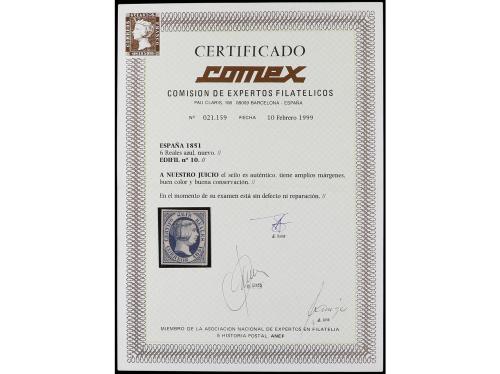 CERTIFICADO
comex
COMISION DE EXPERTOS FILATELICOS
PAU CLARIS, 108 08009 BARCELONA - ESPAÑA
Nº 021.159 FECHA 10 Febrero 1999
ESPAÑA 1851
6 Reales azul, nuevo. //
EDIFIL nº 10. //
A NUESTRO JUICIO el sello es auténtico, tiene amplios márgenes,
buen color y buena conservación. //
En el momento de su examen está sin defecto ni reparación. //
CERTDO SEIS REALES
MIEMBRO DE LA ASOCIACION NACIONAL DE EXPERTOS EN FILATELIA
E HISTORIA POSTAL. ANEF